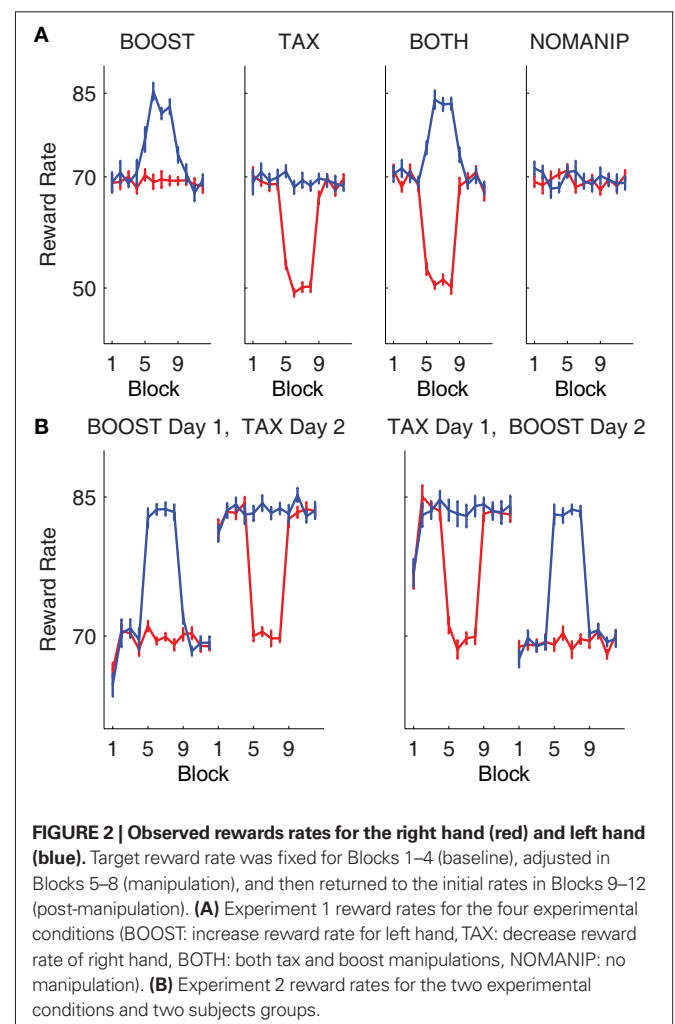 A
BOOST TAX BOTH NOMANIP
85
70
50
Reward Rate
1 5 9 1 5 9 1 5 9 1 5 9
Block Block Block Block
B BOOST Day 1, TAX Day 2 TAX Day 1, BOOST Day 2
85
70
Reward Rate
1 5 9 1 5 9 1 5 9 1 5 9
Block Block
FIGURE 2 | Observed rewards rates for the right hand (red) and left hand
(blue). Target reward rate was fixed for Blocks 1–4 (baseline), adjusted in
Blocks 5–8 (manipulation), and then returned to the initial rates in Blocks 9–12
(post-manipulation). (A) Experiment 1 reward rates for the four experimental
conditions (BOOST: increase reward rate for left hand, TAX: decrease reward
rate of right hand, BOTH: both tax and boost manipulations, NOMANIP: no
manipulation). (B) Experiment 2 reward rates for the two experimental
conditions and two subjects groups.